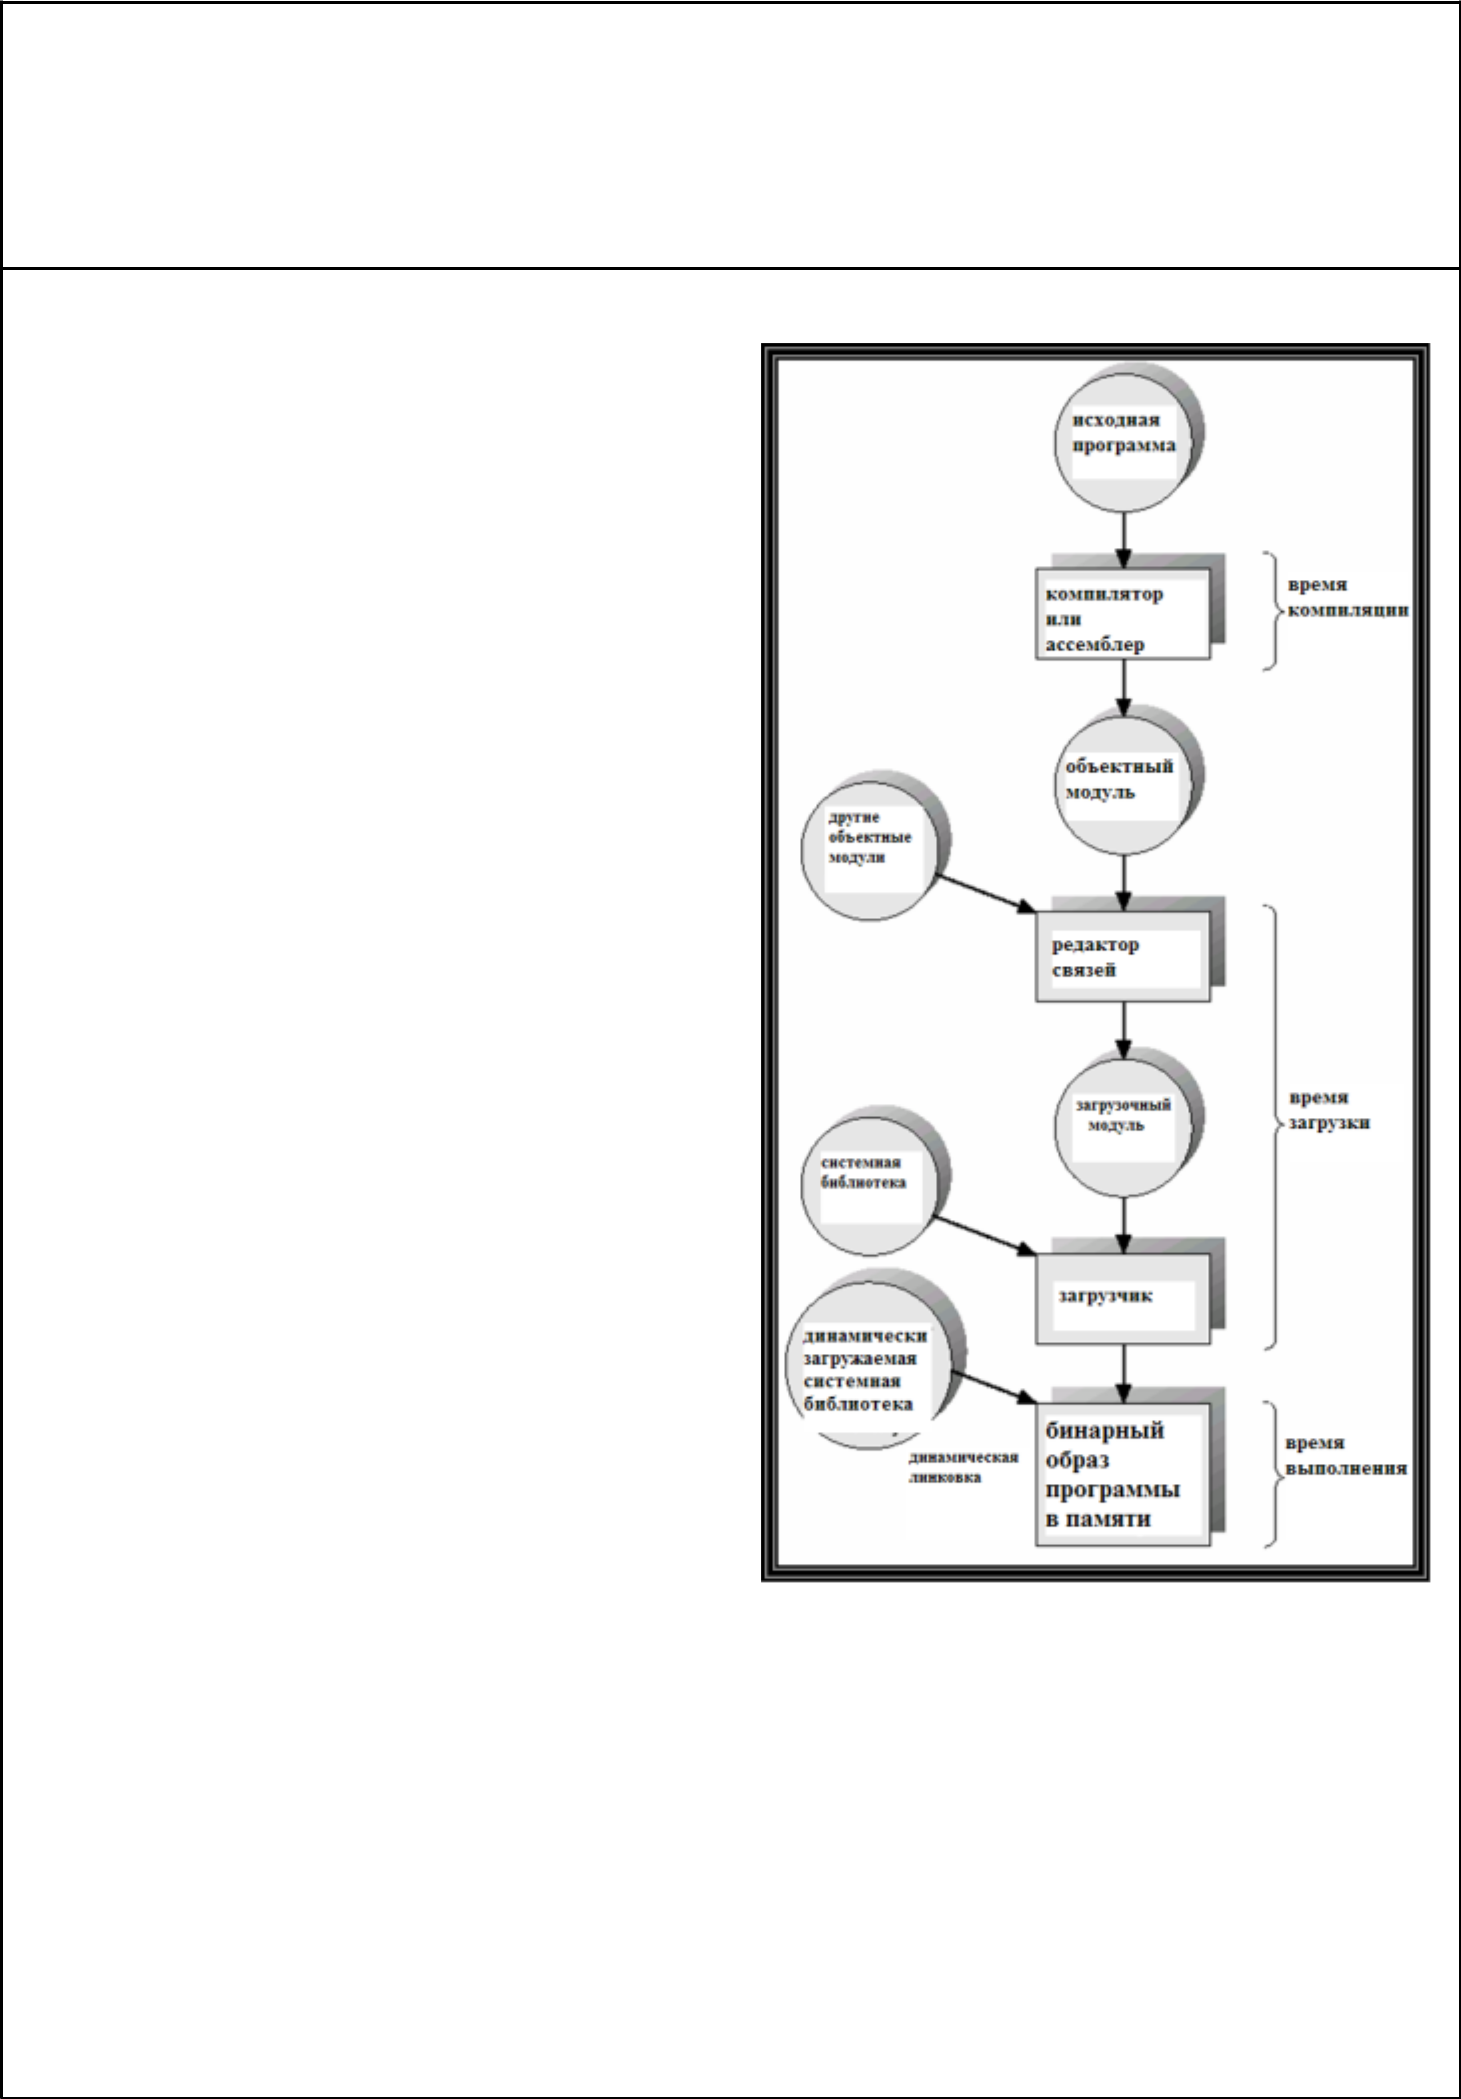 исходная
программа
компилятор
или
ассемблер
время
компиляции
объектный
модуль
другие
объектные
модули
редактор
связей
загрузочный
модуль
время
загрузки
системная
библиотека
загрузчик
динамически
загружаемая
системная
библиотека
динамическая
линковка
бинарный
образ
программы
в памяти
время
выполнения